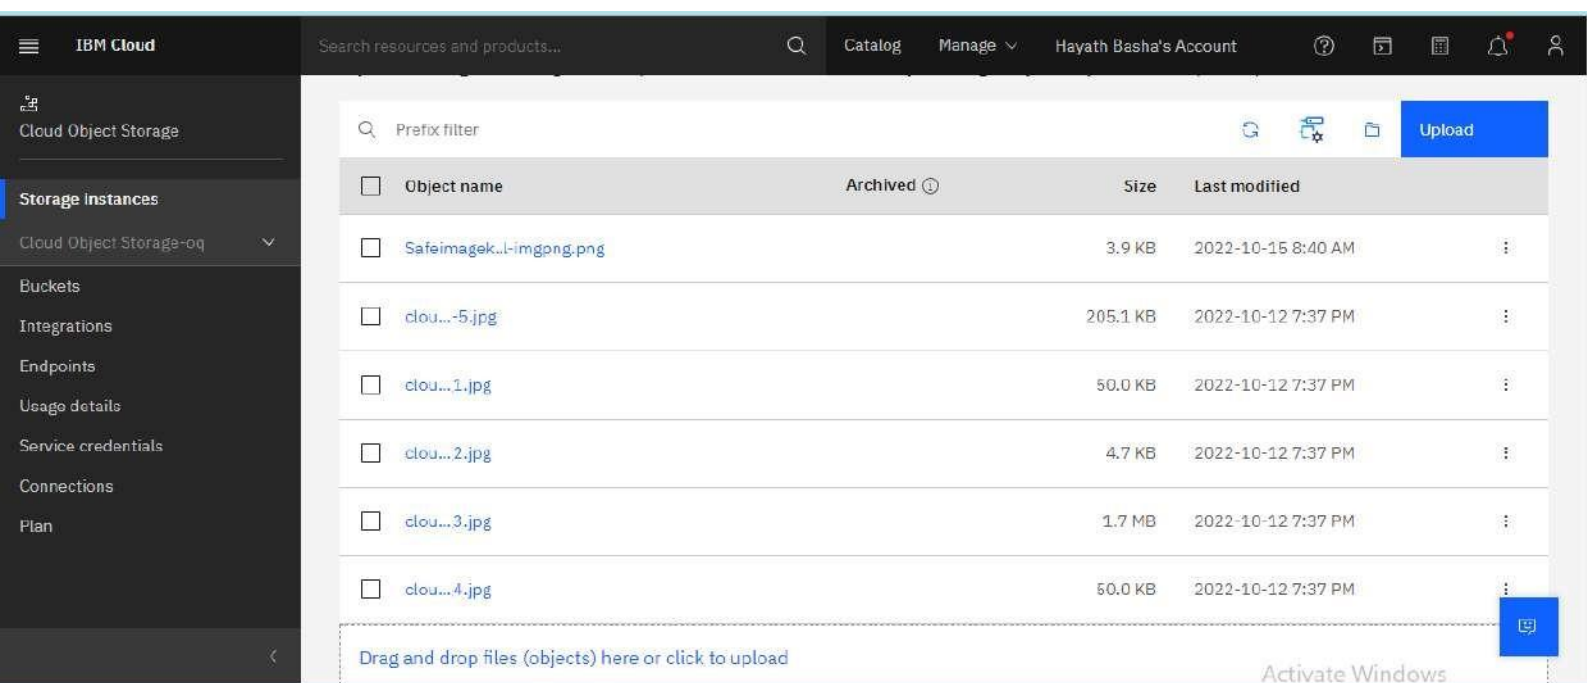 IBM Cloud
Search resources and products...
Catalog
Manage
Hayath Basha's Account
Cloud Object Storage
Storage Instances
Cloud Object Storage-oq
Buckets
Integrations
Endpoints
Usage details
Service credentials
Connections
Plan
Prefix filter
Upload
Object name Archived Size Last modified
Safeimagek..l-imgpng.png 3.9 KB 2022-10-15 8:40 AM
clou...-5.jpg 205.1 KB 2022-10-12 7:37 PM
clou...1.jpg 50.0 KB 2022-10-12 7:37 PM
clou...2.jpg 4.7 KB 2022-10-12 7:37 PM
clou...3.jpg 1.7 MB 2022-10-12 7:37 PM
clou...4.jpg 50.0 KB 2022-10-12 7:37 PM
Drag and drop files (objects) here or click to upload
Activate Windows